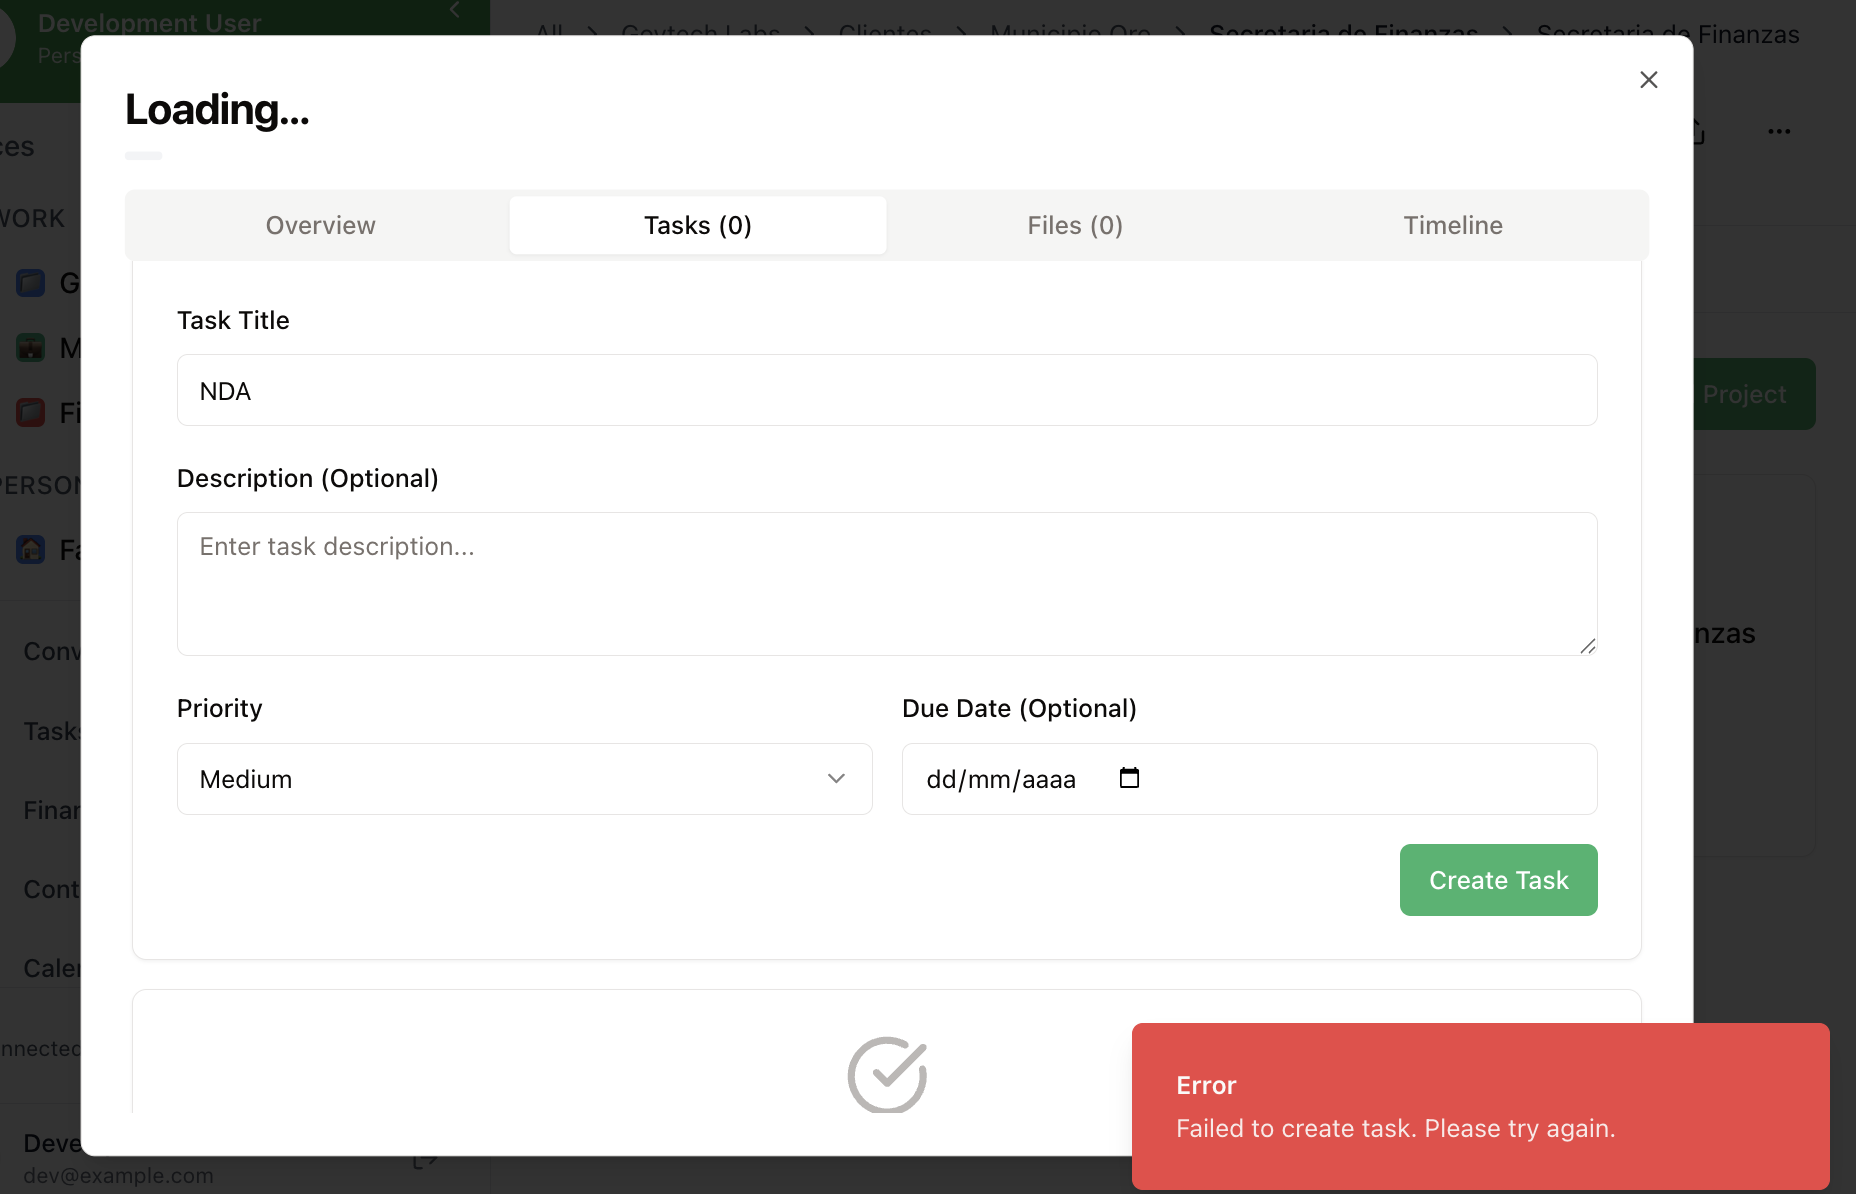 Development User
Pers
All > Govtech Labs > Clientes > Municipio Oro > Secretaria de Finanzas > Secretaria de Finanzas
Loading...
ces
WORK
G
M
Fi
PERSON
Fa
Conv
Tasks
Finan
Cont
Calen
nnected
Deve
dev@example.com
Overview
Tasks (0)
Files (0)
Timeline
Task Title
NDA
Description (Optional)
Enter task description...
Priority
Due Date (Optional)
Medium
dd/mm/aaaa
Create Task
Project
nzas
Error
Failed to create task. Please try again.